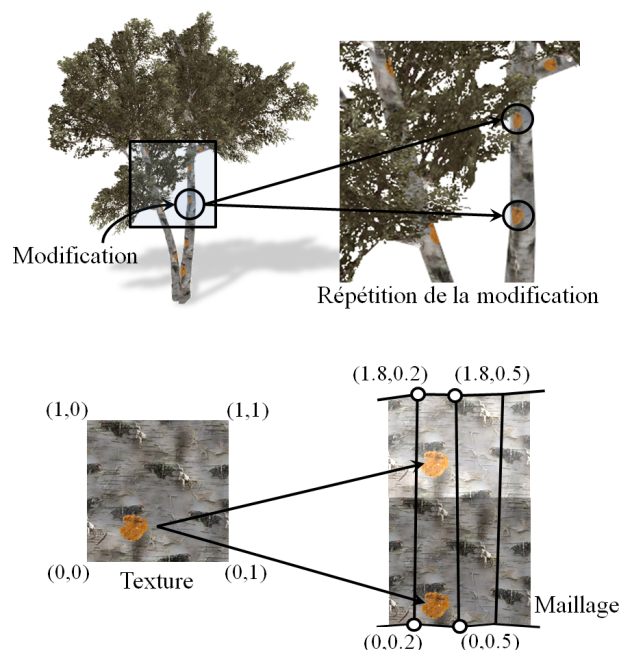 Modification
Répétition de la modification
(1.8,0.2) (1.8,0.5)
(1,0) (1,1)
(0,0) (0,1)
Texture
Maillage
(0,0.2) (0,0.5)